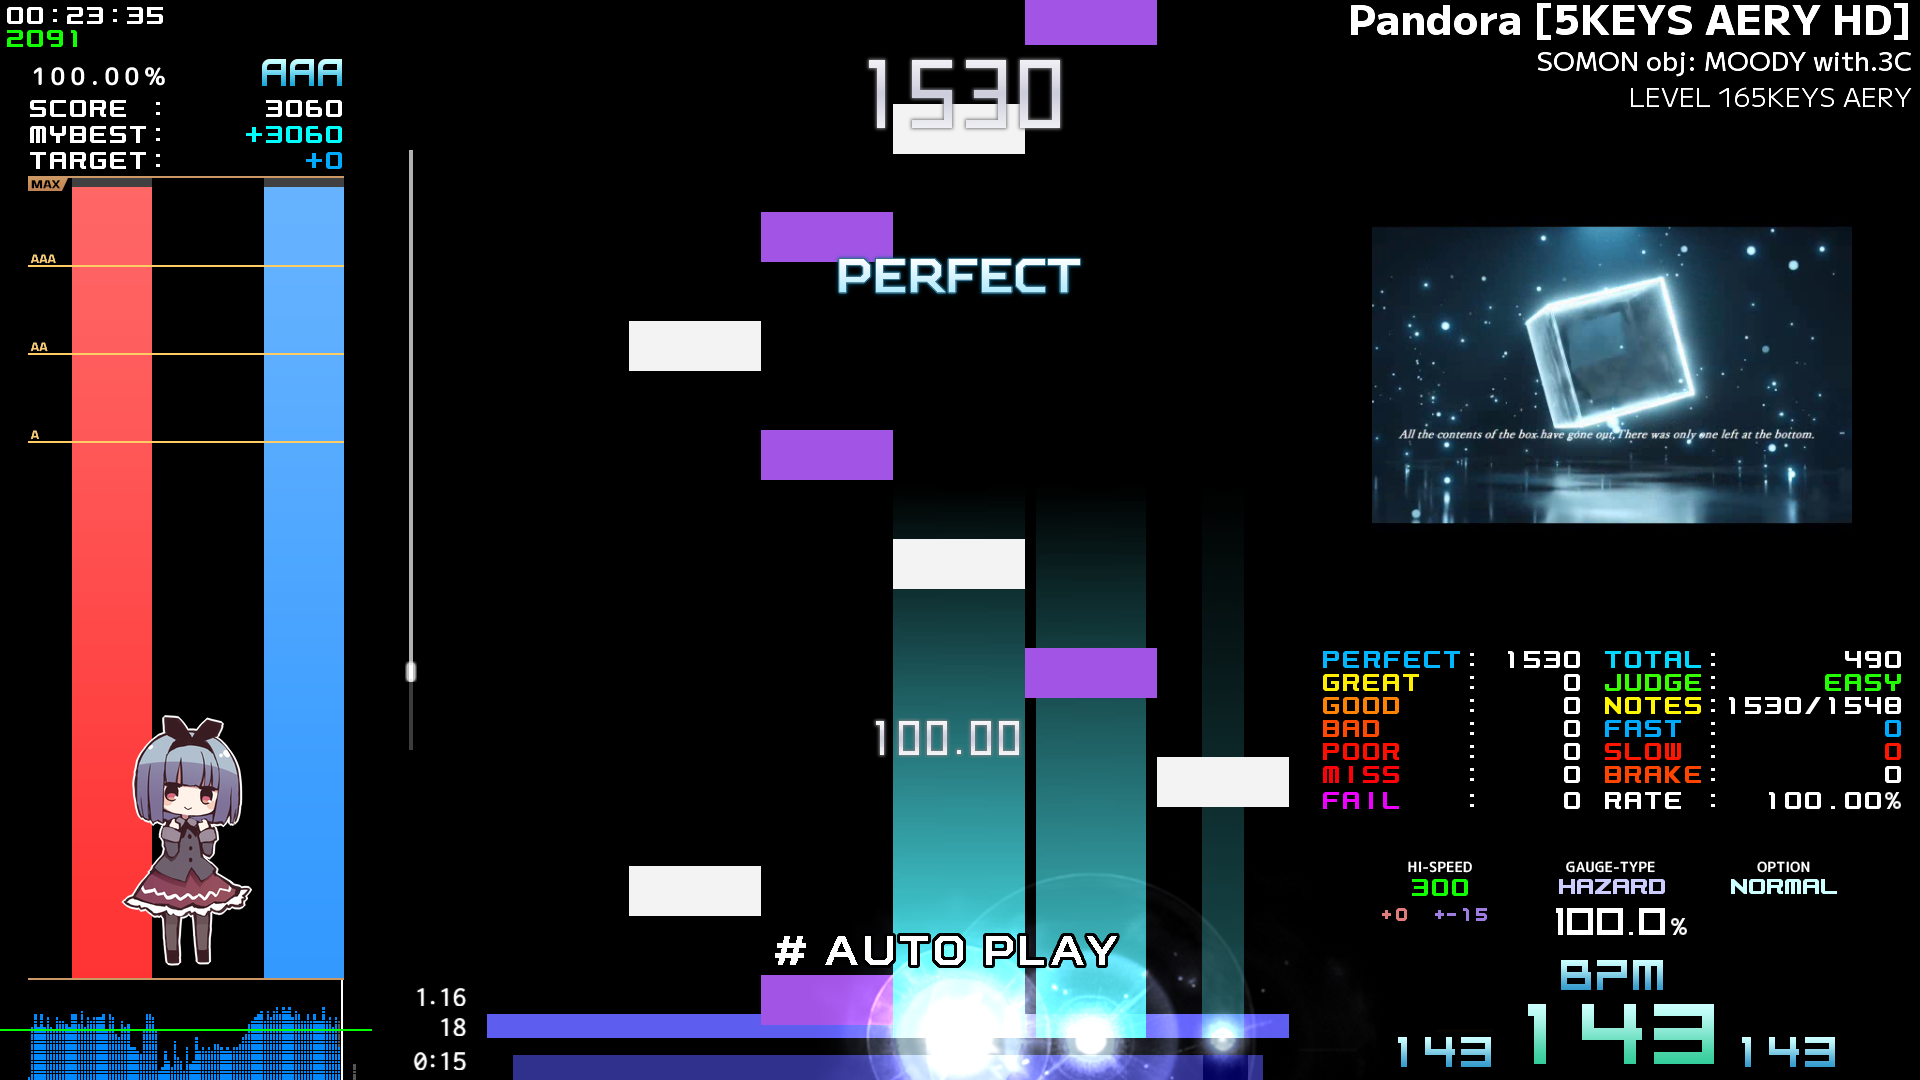 00:23:35
2091
100.00% AAA
SCORE : 3060
MYBEST: +3060
TARGET: +0
MAX
AAA
AA
A
1530
PERFECT
100.00
# AUTO PLAY
1.16
18
0:15
Pandora [5KEYS AERY HD]
SOMON obj: MOODY with.3C
LEVEL 165KEYS AERY
All the contents of the box have gone out,There was only one left at the bottom.
PERFECT : 1530 TOTAL : 490
GREAT : 0 JUDGE : EASY
GOOD : 0 NOTES : 1530/1548
BAD : 0 FAST : 0
POOR : 0 SLOW : 0
MISS : 0 BRAKE : 0
FAIL : 0 RATE : 100.00%
HI-SPEED GAUGE-TYPE OPTION
300 HAZARD NORMAL
+0 +-15 100.0%
BPM
143 143 143